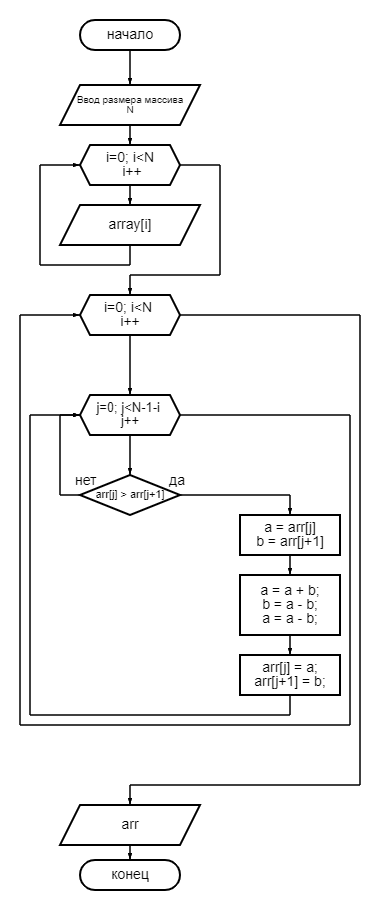 начало
Ввод размера массива
N
i=0; i<N
i++
array[i]
i=0; i<N
i++
j=0; j<N-1-i
j++
нет
да
arr[j] > arr[j+1]
a = arr[j]
b = arr[j+1]
a = a + b;
b = a - b;
a = a - b;
arr[j] = a;
arr[j+1] = b;
arr
конец